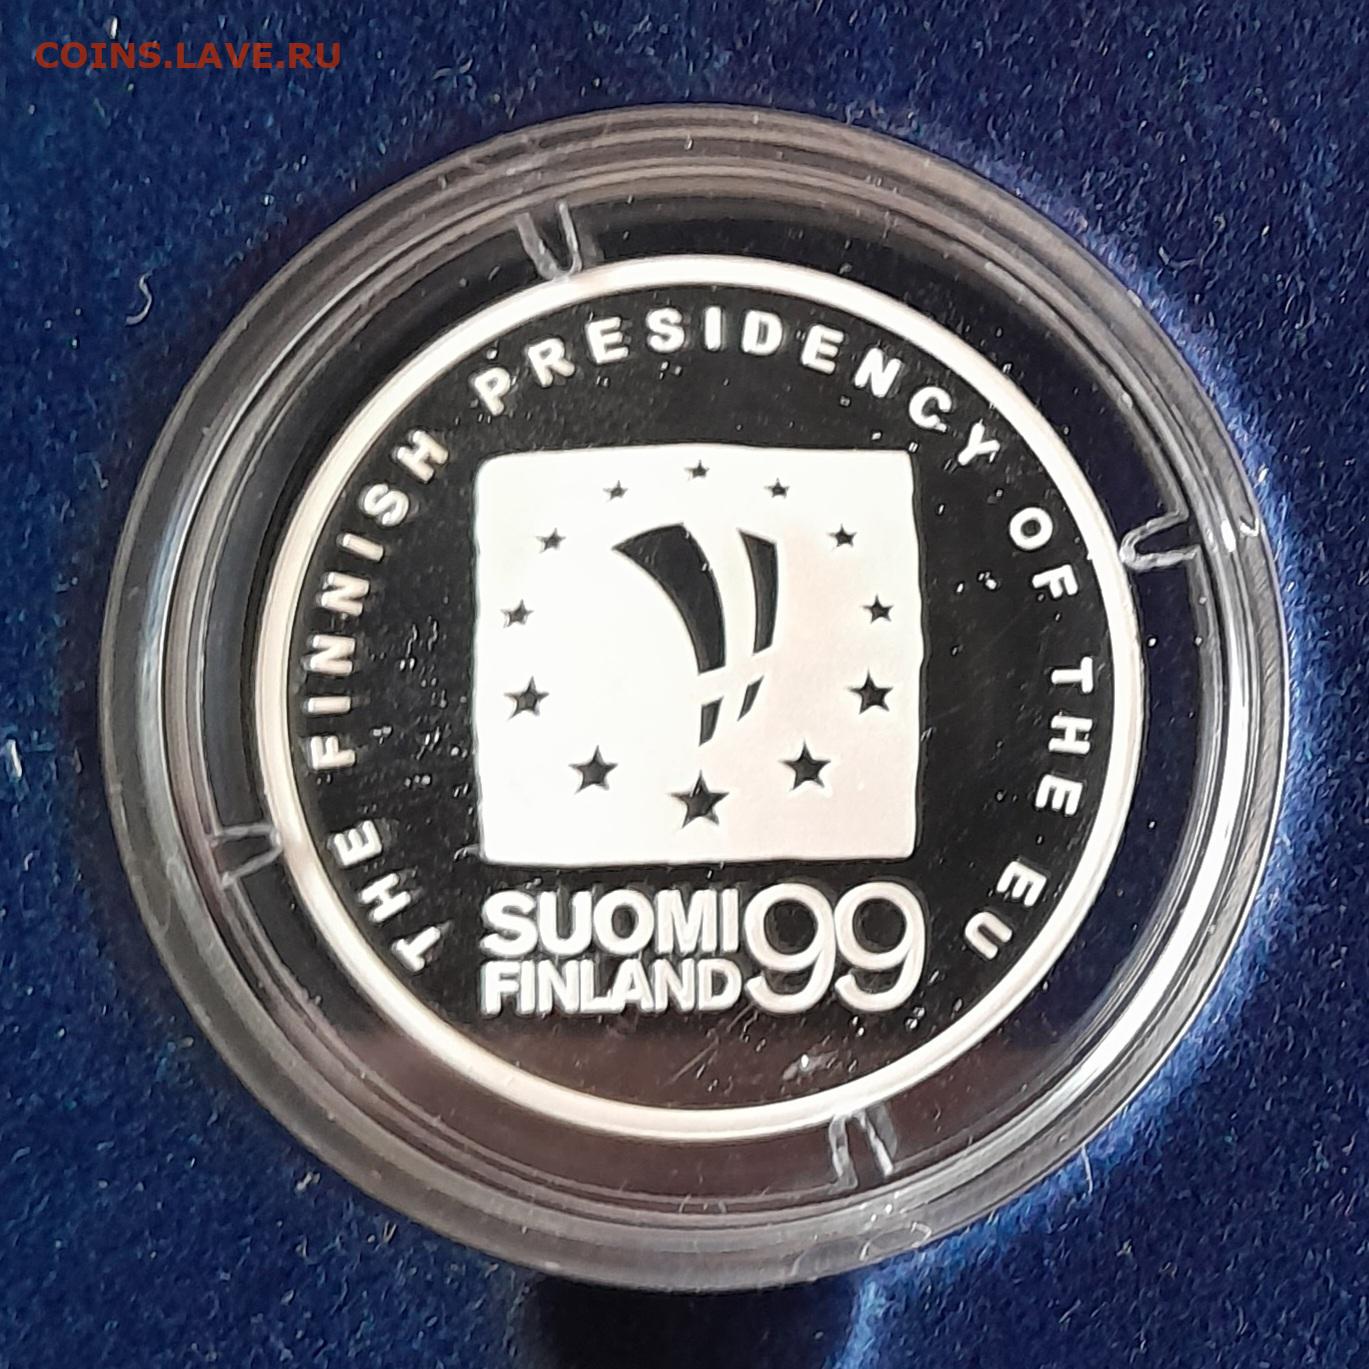 COINS.LAVE.RU
THE FINNISH PRESIDENCY OF THE EU
SUOMI 99
FINLAND